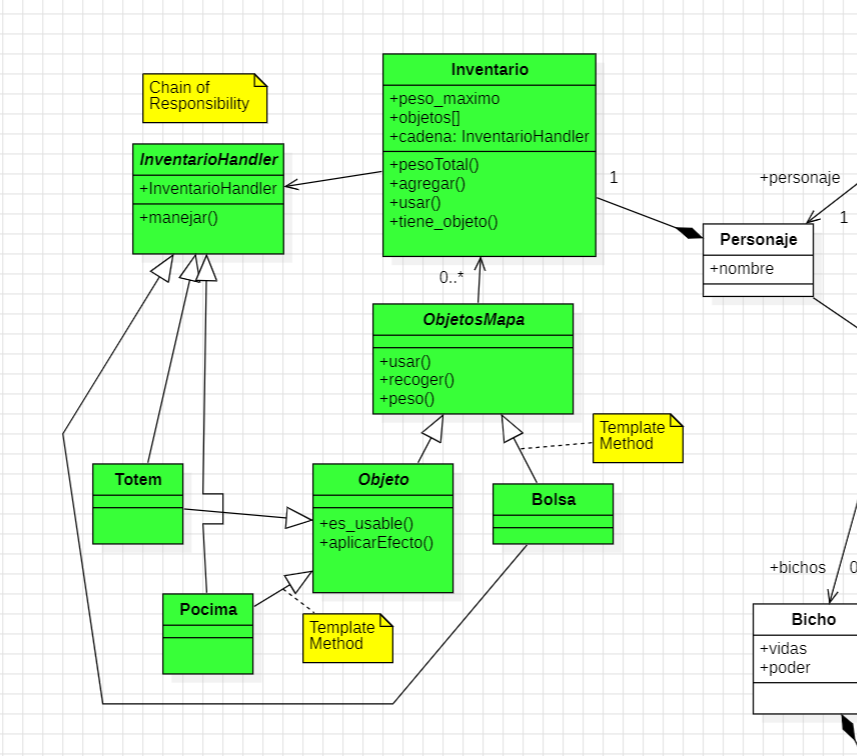 Chain of
Responsibility
InventarioHandler
+InventarioHandler
+manejar()
Inventario
+peso_maximo
+objetos[]
+cadena: InventarioHandler
+pesoTotal()
+agregar()
+usar()
+tiene_objeto()
1
+personaje
1
Personaje
+nombre
0..*
ObjetosMapa
+usar()
+recoger()
+peso()
Template
Method
Totem
Objeto
+es_usable()
+aplicarEfecto()
Bolsa
Pocima
Template
Method
+bichos
0
Bicho
+vidas
+poder